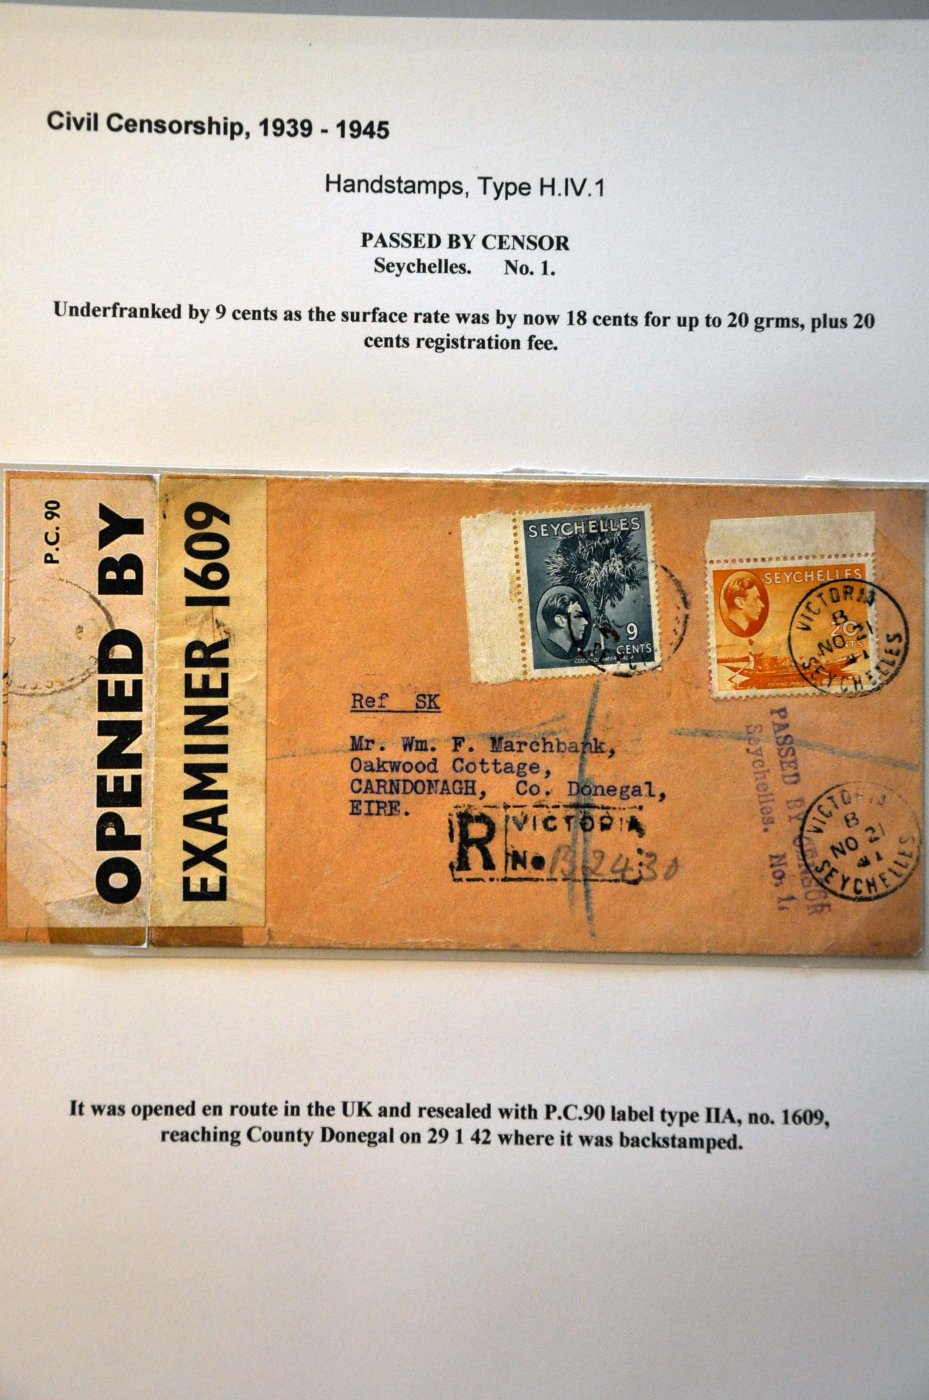 Civil Censorship, 1939 - 1945
Handstamps, Type H.IV.1
PASSED BY CENSOR
Seychelles. No. 1.
Underfranked by 9 cents as the surface rate was by now 18 cents for up to 20 grms, plus 20
cents registration fee.
P.C. 90
OPENED BY
EXAMINER 1609
SEYCHELLES
9
CENTS
SEYCHELLES
20
VICTORIA
B
NO 21
41
SEYCHELLES
Ref SK
Mr. Wm. F. Marchbank,
Oakwood Cottage,
CARNDONAGH, Co. Donegal,
EIRE.
R VICTORIA
No B2430
PASSED BY CENSOR
Seychelles. No. 1.
VICTORIA
B
NO 21
41
SEYCHELLES
It was opened en route in the UK and resealed with P.C.90 label type IIA, no. 1609,
reaching County Donegal on 29 1 42 where it was backstamped.